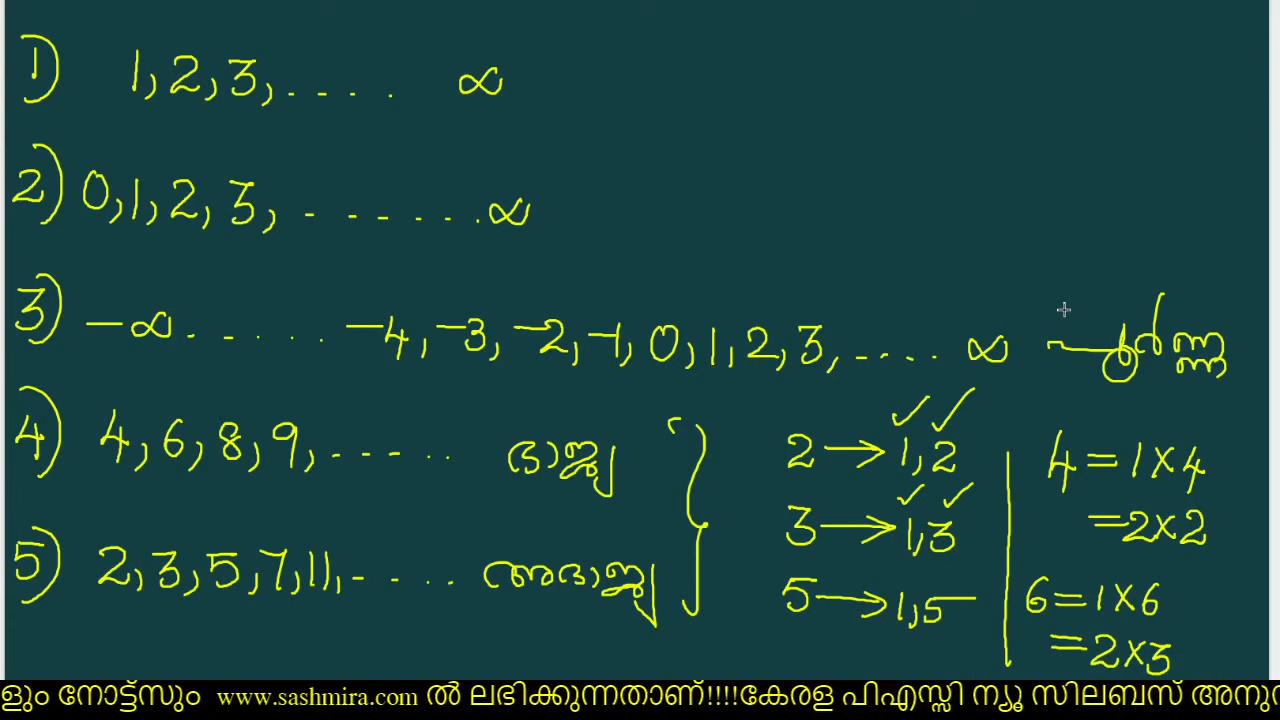 1) 1, 2, 3, . . . . . ∞
2) 0, 1, 2, 3, . . . . . . . ∞
3) -∞ . . . . . . -4, -3, -2, -1, 0, 1, 2, 3, . . . . . ∞ → പൂർണ്ണ
4) 4, 6, 8, 9, . . . . . . ഭാജ്യ
5) 2, 3, 5, 7, 11, . . . . . അഭാജ്യ
2 → 1, 2
3 → 1, 3
5 → 1, 5
4 = 1 × 4
= 2 × 2
6 = 1 × 6
= 2 × 3
ളും നോട്ട്സും www.sashmira.com ൽ ലഭിക്കുന്നതാണ്!!!!കേരള പിഎസ്സി ന്യൂ സിലബസ് അനു